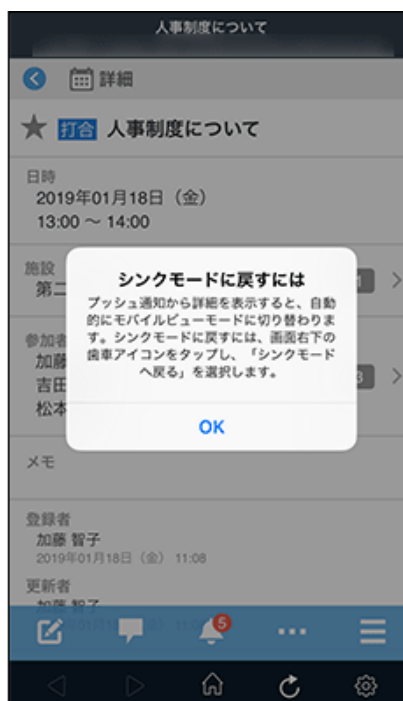 人事制度について
詳細
打合 人事制度について
日時
2019年01月18日（金）
13:00 ～ 14:00
施設
第二
1
シンクモードに戻すには
プッシュ通知から詳細を表示すると、自動
的にモバイルビューモードに切り替わりま
す。シンクモードに戻すには、画面右下の
歯車アイコンをタップし、「シンクモード
へ戻る」を選択します。
OK
参加者
加藤
吉田
松本
3
メモ
登録者
加藤 智子
2019年01月18日（金） 11:08
更新者
加藤 智子
5